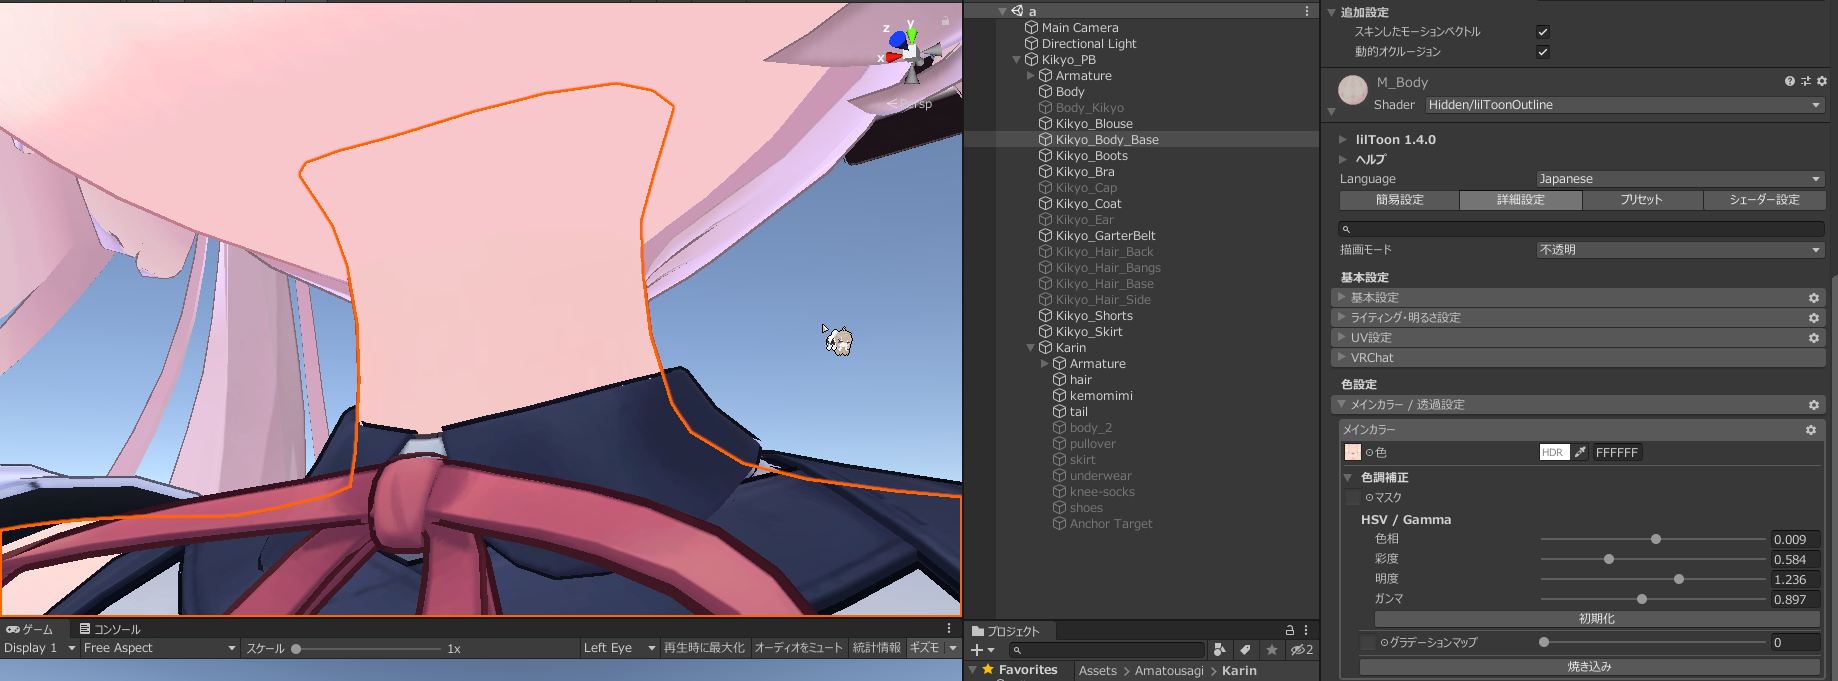 y
z
x
Persp
ゲーム
コンソール
Display 1
Free Aspect
スケール
1x
Left Eye
再生時に最大化
オーディオをミュート
統計情報
ギズモ
a
Main Camera
Directional Light
Kikyo_PB
Armature
Body
Body_Kikyo
Kikyo_Blouse
Kikyo_Body_Base
Kikyo_Boots
Kikyo_Bra
Kikyo_Cap
Kikyo_Coat
Kikyo_Ear
Kikyo_GarterBelt
Kikyo_Hair_Back
Kikyo_Hair_Bangs
Kikyo_Hair_Base
Kikyo_Hair_Side
Kikyo_Shorts
Kikyo_Skirt
Karin
Armature
hair
kemomimi
tail
body_2
pullover
skirt
underwear
knee-socks
shoes
Anchor Target
プロジェクト
2
Favorites
Assets > Amatousagi > Karin
追加設定
スキンしたモーションベクトル
動的オクルージョン
M_Body
Shader
Hidden/lilToonOutline
lilToon 1.4.0
ヘルプ
Language
Japanese
簡易設定
詳細設定
プリセット
シェーダー設定
描画モード
不透明
基本設定
基本設定
ライティング・明るさ設定
UV設定
VRChat
色設定
メインカラー / 透過設定
メインカラー
色
HDR
FFFFFF
色調補正
マスク
HSV / Gamma
色相
0.009
彩度
0.584
明度
1.236
ガンマ
0.897
初期化
グラデーションマップ
0
焼き込み